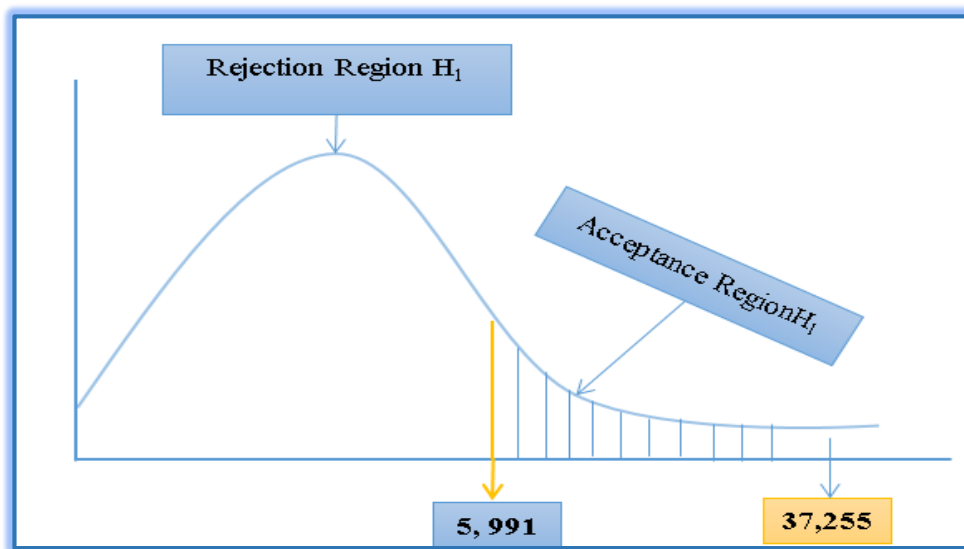 Rejection Region H₁
Acceptance RegionH₁
5, 991
37,255